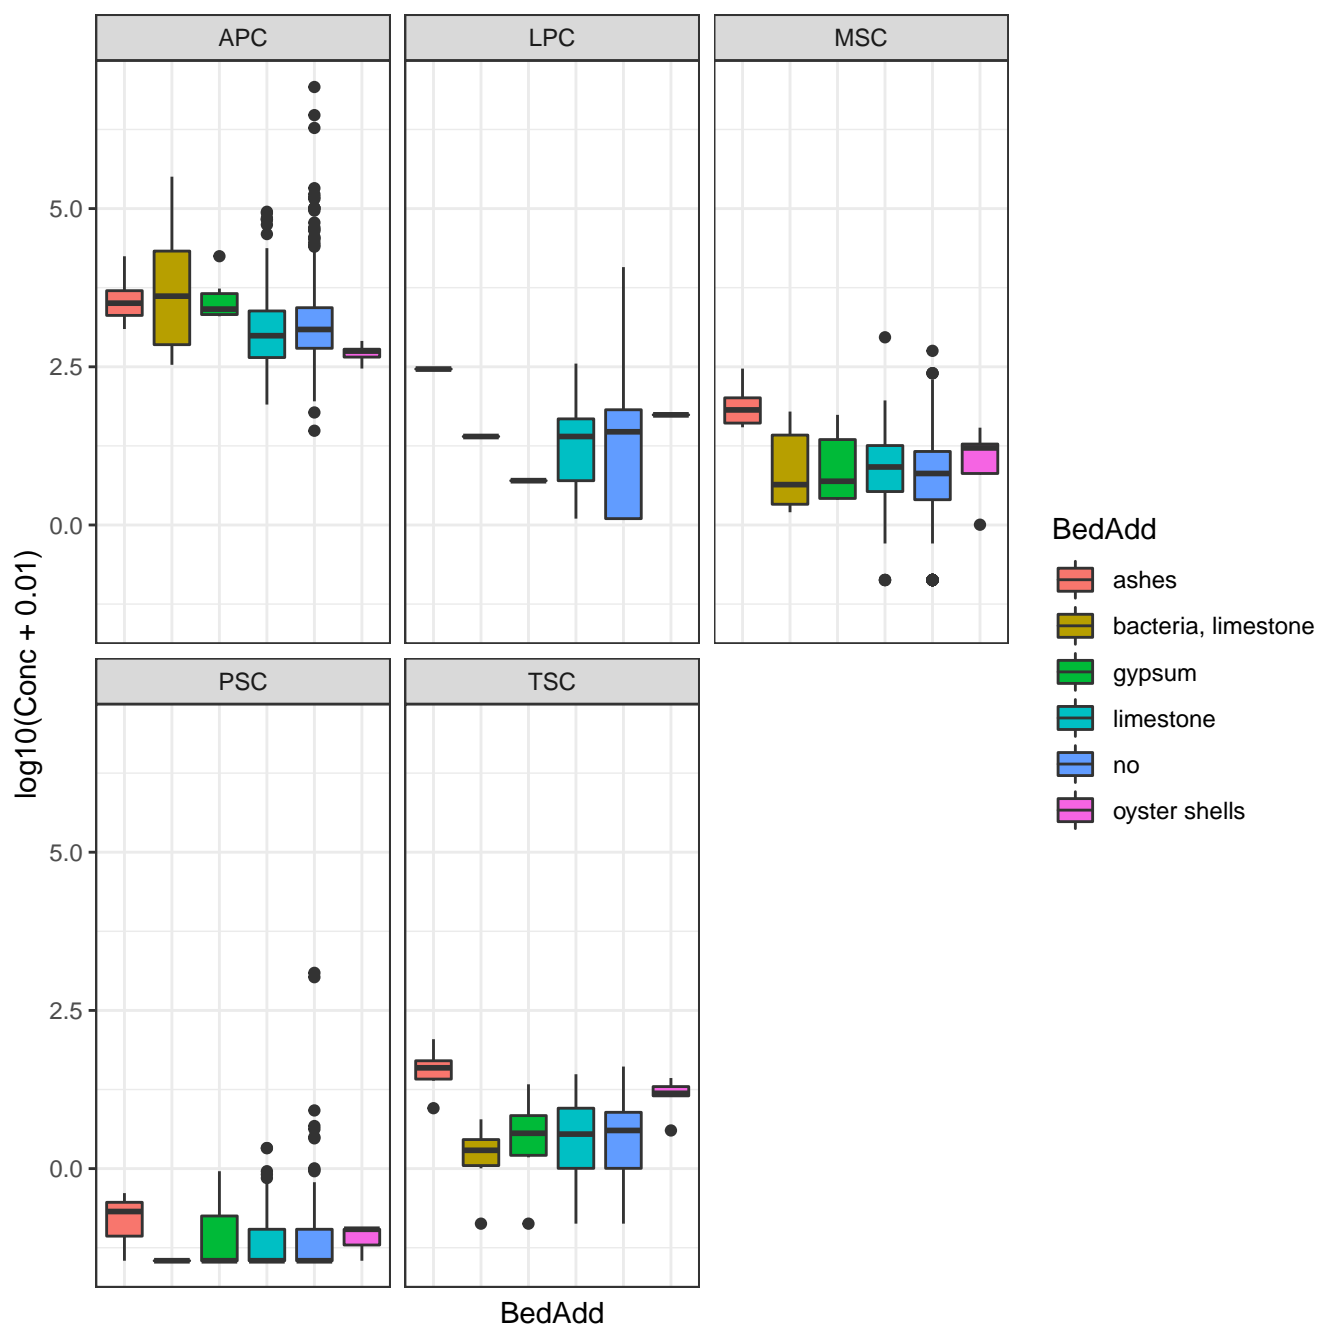 APC LPC MSC
5.0
2.5
0.0
PSC TSC
5.0
2.5
0.0
log10(Conc + 0.01)
BedAdd
BedAdd
ashes
bacteria, limestone
gypsum
limestone
no
oyster shells